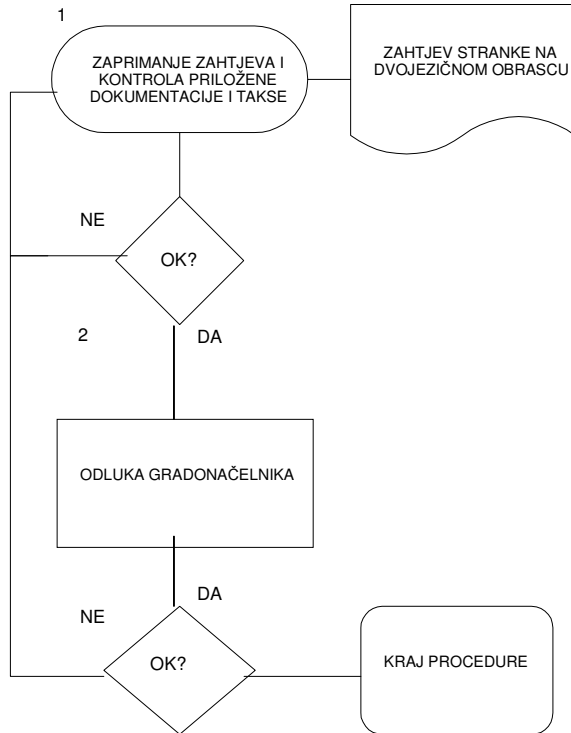 1
ZAPRIMANJE ZAHTJEVA I
KONTROLA PRILOŽENE
DOKUMENTACIJE I TAKSE
ZAHTJEV STRANKE NA
DVOJEZIČNOM OBRASCU
NE
OK?
2
DA
ODLUKA GRADONAČELNIKA
DA
NE
OK?
KRAJ PROCEDURE